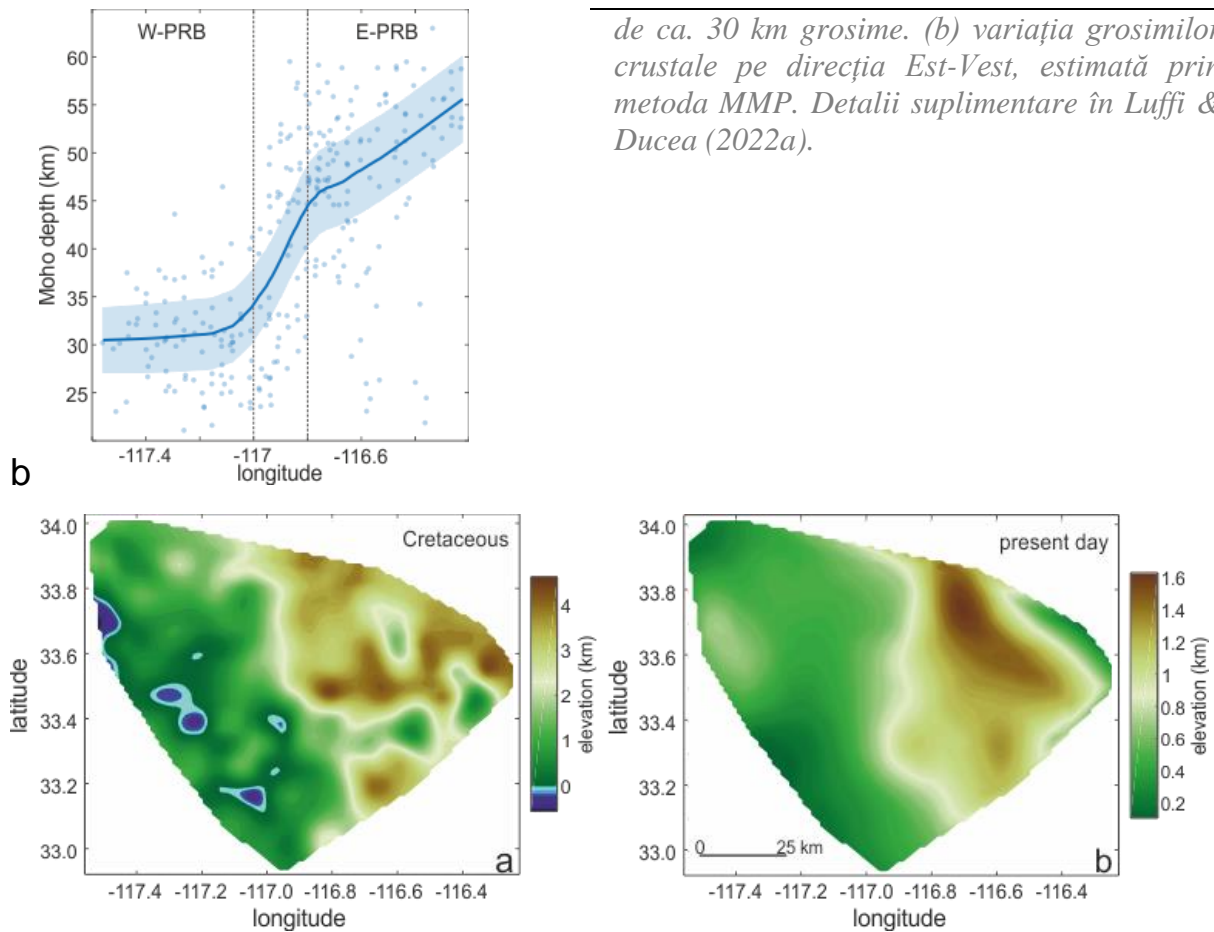 W-PRB
E-PRB
60
55
50
45
40
35
30
25
Moho depth (km)
-117.4
-117
-116.6
longitude
b
de ca. 30 km grosime. (b) variația grosimilor
crustale pe direcția Est-Vest, estimată prin
metoda MMP. Detalii suplimentare în Luffi &
Ducea (2022a).
34.0
33.8
33.6
33.4
33.2
33.0
latitude
Cretaceous
a
-117.4 -117.2 -117.0 -116.8 -116.6 -116.4
longitude
4
3
2
1
0
elevation (km)
34.0
33.8
33.6
33.4
33.2
33.0
latitude
present day
0 25 km
b
-117.4 -117.2 -117.0 -116.8 -116.6 -116.4
longitude
1.6
1.4
1.2
1
0.8
0.6
0.4
0.2
elevation (km)